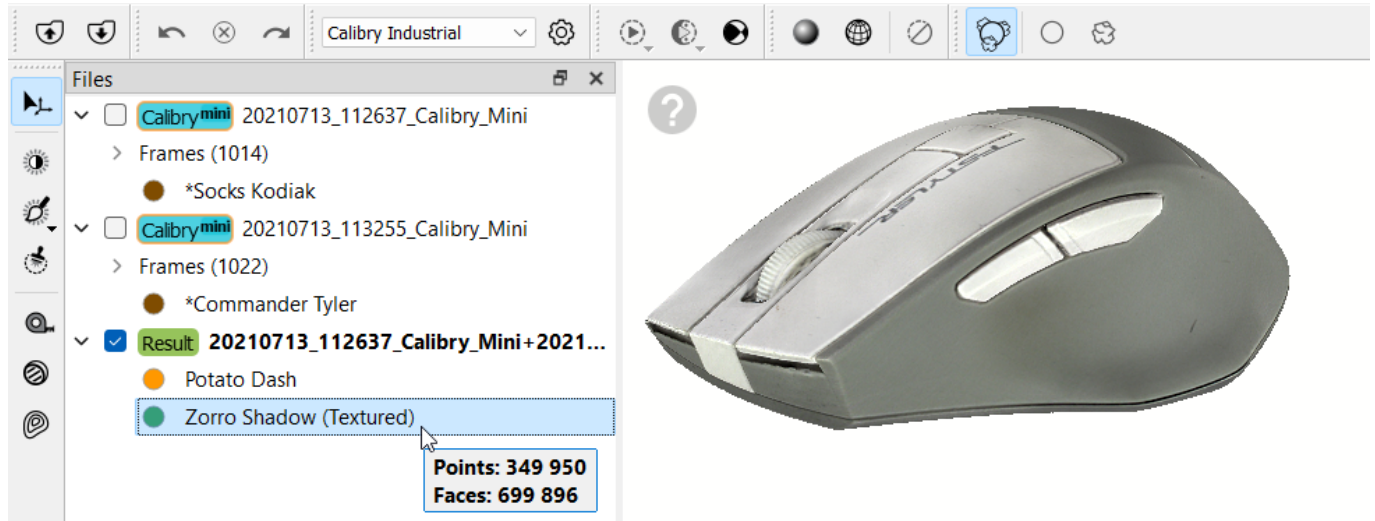 Calibry Industrial
Files
Calibry mini 20210713_112637_Calibry_Mini
Frames (1014)
*Socks Kodiak
Calibry mini 20210713_113255_Calibry_Mini
Frames (1022)
*Commander Tyler
Result 20210713_112637_Calibry_Mini+2021...
Potato Dash
Zorro Shadow (Textured)
Points: 349 950
Faces: 699 896
?
FSTYLER